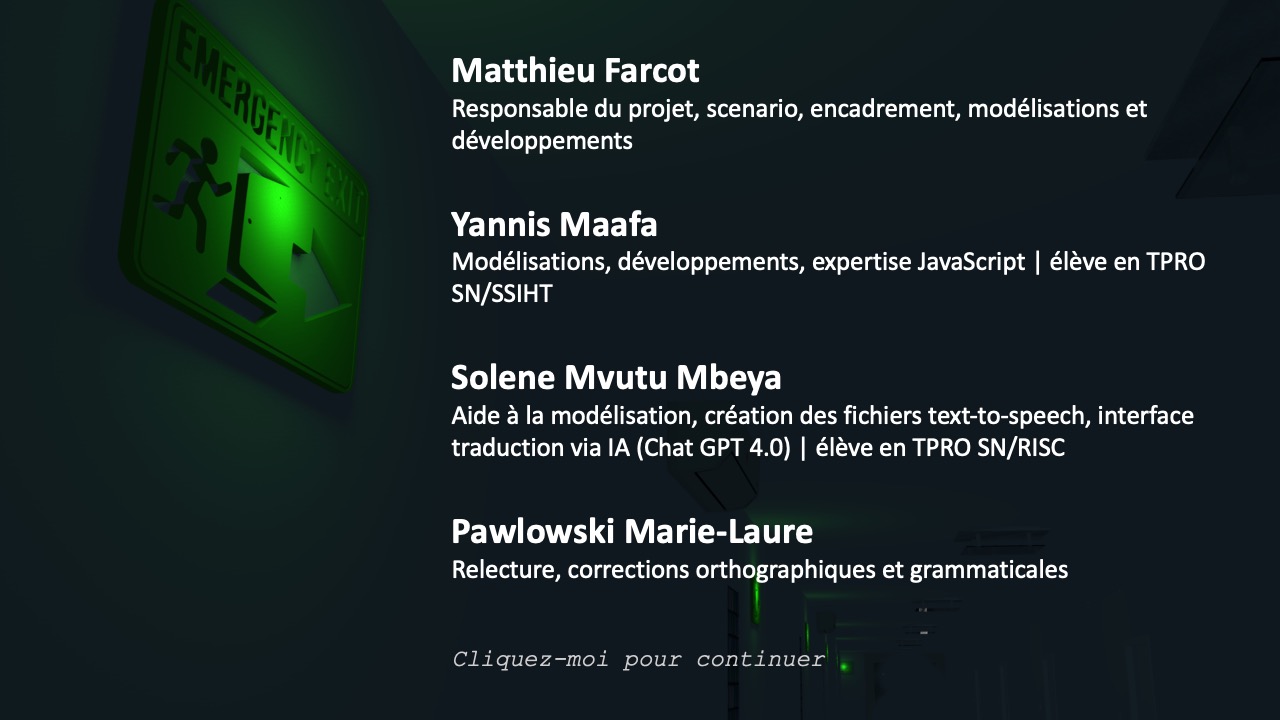 EMERGENCY EXIT
Matthieu Farcot
Responsable du projet, scenario, encadrement, modélisations et
développements
Yannis Maafa
Modélisations, développements, expertise JavaScript | élève en TPRO
SN/SSIHT
Solene Mvutu Mbeya
Aide à la modélisation, création des fichiers text-to-speech, interface
traduction via IA (Chat GPT 4.0) | élève en TPRO SN/RISC
Pawlowski Marie-Laure
Relecture, corrections orthographiques et grammaticales
Cliquez-moi pour continuer